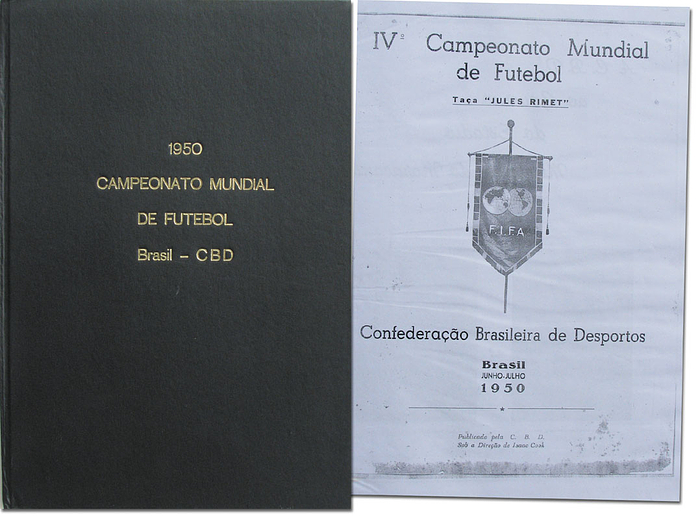 1950
CAMPEONATO MUNDIAL
DE FUTEBOL
Brasil – CBD
IVº Campeonato Mundial
de Futebol
Taça "JULES RIMET"
F.I.F.A
Confederação Brasileira de Desportos
Brasil
JUNHO-JULHO
1950
Publicado pela C. B. D.
Sob a Direção de Isaac Cook